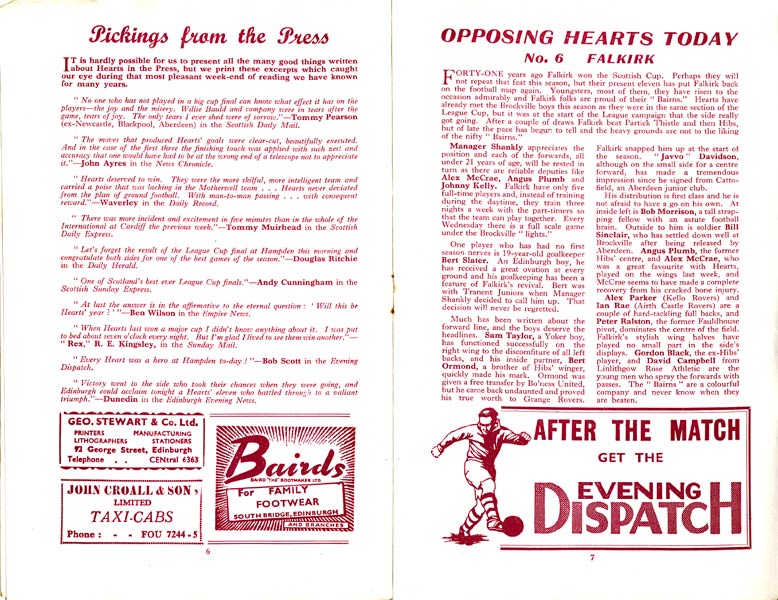 Pickings from the Press
IT is hardly possible for us to present all the many good things written
about Hearts in the Press, but we print these excerpts which caught
our eye during that most pleasant week-end of reading we have known
for many years.
" No one who has not played in a big cup final can know what effect it has on the
players—the joy and the misery. Willie Bauld and company were in tears after the
game, tears of joy. The only tears I ever shed were of sorrow."—Tommy Pearson
(ex-Newcastle, Blackpool, Aberdeen) in the Scottish Daily Mail.
" The moves that produced Hearts' goals were clear-cut, beautifully executed.
And in the case of the first three the finishing touch was applied with such zest and
accuracy that one would have had to be at the wrong end of a telescope not to appreciate
it."—John Ayres in the News Chronicle.
" Hearts deserved to win. They were the more skilful, more intelligent team and
carried a poise that was lacking in the Motherwell team . . . Hearts never deviated
from the plan of ground football. With man-to-man passing . . . with consequent
reward."—Waverley in the Daily Record.
" There was more incident and excitement in five minutes than in the whole of the
International at Cardiff the previous week."—Tommy Muirhead in the Scottish
Daily Express.
" Let's forget the result of the League Cup final at Hampden this morning and
congratulate both sides for one of the best games of the season."—Douglas Ritchie
in the Daily Herald.
" One of Scotland's best ever League Cup finals."—Andy Cunningham in the
Scottish Sunday Express.
" At last the answer is in the affirmative to the eternal question : ' Will this be
Hearts' year ? ' "—Ben Wilson in the Empire News.
" When Hearts last won a major cup I didn't know anything about it. I was put
to bed about seven o'clock every night. But I'm glad I lived to see them win another."—
" Rex," R. E. Kingsley, in the Sunday Mail.
" Every Heart was a hero at Hampden to-day ! "—Bob Scott in the Evening
Dispatch.
" Victory went to the side who took their chances when they were going, and
Edinburgh could acclaim tonight a Hearts' eleven who battled through to a valiant
triumph."—Dunedin in the Edinburgh Evening News.
GEO. STEWART & Co. Ltd.
PRINTERS MANUFACTURING
LITHOGRAPHERS STATIONERS
92 George Street, Edinburgh
Telephone . . CENtral 6363
JOHN CROALL & SON,
LIMITED
TAXI-CABS
Phone : - - FOU 7244-5
Bairds
BAIRD "THE" BOOTMAKER LTD.
For FAMILY
FOOTWEAR
SOUTH BRIDGE, EDINBURGH
AND BRANCHES
6
OPPOSING HEARTS TODAY
No. 6 FALKIRK
FORTY-ONE years ago Falkirk won the Scottish Cup. Perhaps they will
not repeat that feat this season, but their present eleven has put Falkirk back
on the football map again. Youngsters, most of them, they have risen to the
occasion admirably and Falkirk folks are proud of their " Bairns." Hearts have
already met the Brockville boys this season as they were in the same section of the
League Cup, but it was at the start of the League campaign that the side really
got going. After a couple of draws Falkirk beat Partick Thistle and then Hibs,
but of late the pace has begun to tell and the heavy grounds are not to the liking
of the nifty " Bairns."
Manager Shankly appreciates the
position and each of the forwards, all
under 21 years of age, will be rested in
turn as there are reliable deputies like
Alex McCrae, Angus Plumb and
Johnny Kelly. Falkirk have only five
full-time players and, instead of training
during the daytime, they train three
nights a week with the part-timers so
that the team can play together. Every
Wednesday there is a full scale game
under the Brockville " lights."
One player who has had no first
season nerves is 19-year-old goalkeeper
Bert Slater. An Edinburgh boy, he
has received a great ovation at every
ground and his goalkeeping has been a
feature of Falkirk's revival. Bert was
with Tranent Juniors when Manager
Shankly decided to call him up. That
decision will never be regretted.
Much has been written about the
forward line, and the boys deserve the
headlines. Sam Taylor, a Yoker boy,
has functioned successfully on the
right wing to the discomfiture of all left
backs, and his inside partner, Bert
Ormond, a brother of Hibs' winger,
quickly made his mark. Ormond was
given a free transfer by Bo'ness United,
but he came back undaunted and proved
his true worth to Grange Rovers.
Falkirk snapped him up at the start of
the season. " Javvo " Davidson,
although on the small side for a centre
forward, has made a tremendous
impression since he signed from Catto-
field, an Aberdeen junior club.
His distribution is first class and he is
not afraid to have a go on his own. At
inside left is Bob Morrison, a tall strap-
ping fellow with an astute football
brain. Outside to him is soldier Bill
Sinclair, who has settled down well at
Brockville after being released by
Aberdeen. Angus Plumb, the former
Hibs' centre, and Alex McCrae, who
was a great favourite with Hearts,
played on the wings last week, and
McCrae seems to have made a complete
recovery from his cracked bone injury.
Alex Parker (Kello Rovers) and
Ian Rae (Airth Castle Rovers) are a
couple of hard-tackling full backs, and
Peter Ralston, the former Fauldhouse
pivot, dominates the centre of the field.
Falkirk's stylish wing halves have
played no small part in the side's
displays. Gordon Black, the ex-Hibs'
player, and David Campbell from
Linlithgow Rose Athletic are the
young men who spray the forwards with
passes. The " Bairns " are a colourful
company and never know when they
are beaten.
AFTER THE MATCH
GET THE
EVENING
DISPATCH
7